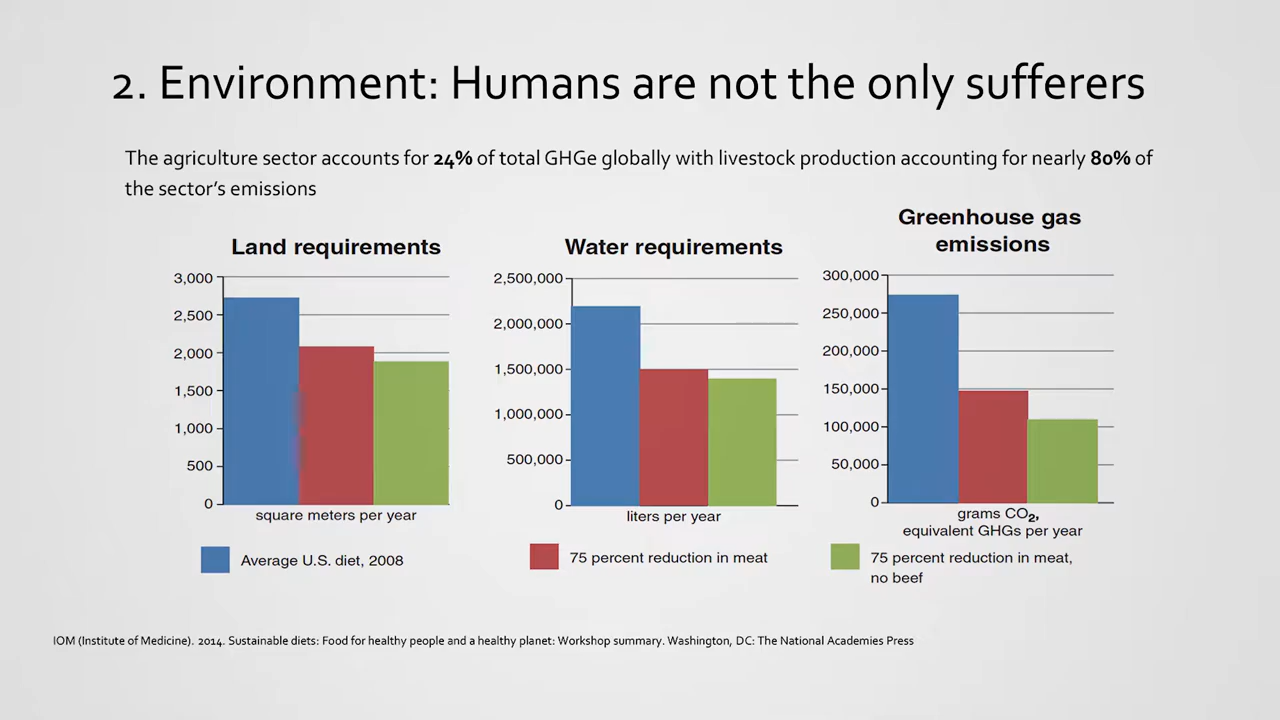 2. Environment: Humans are not the only sufferers
The agriculture sector accounts for 24% of total GHGe globally with livestock production accounting for nearly 80% of
the sector's emissions
Land requirements
3,000
2,500
2,000
1,500
1,000
500
0
square meters per year
Water requirements
2,500,000
2,000,000
1,500,000
1,000,000
500,000
0
liters per year
Greenhouse gas
emissions
300,000
250,000
200,000
150,000
100,000
50,000
0
grams CO2,
equivalent GHGs per year
Average U.S. diet, 2008
75 percent reduction in meat
75 percent reduction in meat,
no beef
IOM (Institute of Medicine). 2014. Sustainable diets: Food for healthy people and a healthy planet: Workshop summary. Washington, DC: The National Academies Press